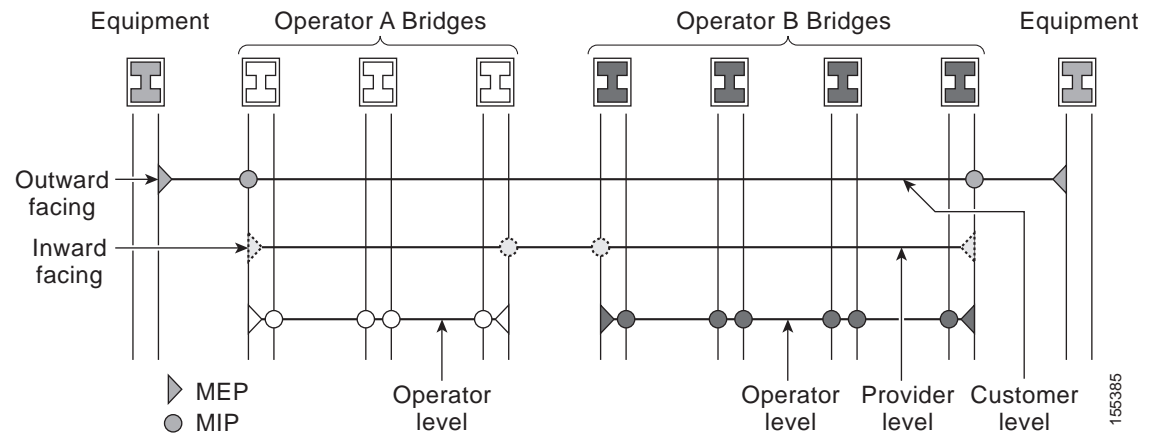 Equipment
Operator A Bridges
Operator B Bridges
Equipment
Outward
facing
Inward
facing
MEP
MIP
Operator
level
Operator
level
Provider
level
Customer
level
155385